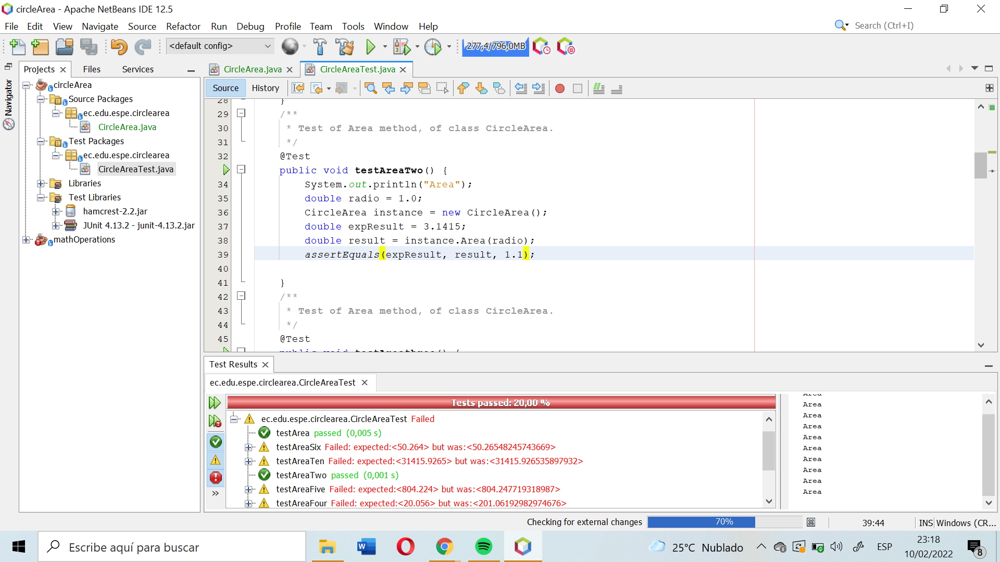 circleArea - Apache NetBeans IDE 12.5
File Edit View Navigate Source Refactor Run Debug Profile Team Tools Window Help
Search (Ctrl+I)
<default config>
277,4/796,0MB
Navigator
Projects Files Services
circleArea
Source Packages
ec.edu.espe.circlearea
CircleArea.java
Test Packages
ec.edu.espe.circlearea
CircleAreaTest.java
Libraries
Test Libraries
hamcrest-2.2.jar
JUnit 4.13.2 - junit-4.13.2.jar
mathOperations
CircleArea.java CircleAreaTest.java
Source History
28 }
29 /**
30 * Test of Area method, of class CircleArea.
31 */
32 @Test
public void testAreaTwo() {
34 System.out.println("Area");
35 double radio = 1.0;
36 CircleArea instance = new CircleArea();
37 double expResult = 3.1415;
38 double result = instance.Area(radio);
39 assertEquals(expResult, result, 1.1);
40
41 }
42 /**
43 * Test of Area method, of class CircleArea.
44 */
45 @Test
Test Results
ec.edu.espe.circlearea.CircleAreaTest
Tests passed: 20,00 %
ec.edu.espe.circlearea.CircleAreaTest Failed
testArea passed (0,005 s)
testAreaSix Failed: expected:<50.264> but was:<50.26548245743669>
testAreaTen Failed: expected:<31415.9265> but was:<31415.926535897932>
testAreaTwo passed (0,001 s)
testAreaFive Failed: expected:<804.224> but was:<804.247719318987>
testAreaFour Failed: expected:<20.056> but was:<201.06192982974676>
Area
Area
Area
Area
Area
Area
Area
Area
Area
Area
Checking for external changes 70% 39:44 INS Windows (CR...
Escribe aquí para buscar
25°C Nublado
ESP
23:18
10/02/2022
8